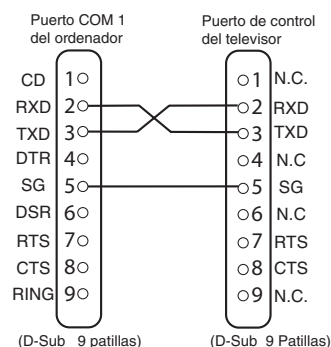 Puerto COM 1
del ordenador
Puerto de control
del televisor
CD 1 1 N.C.
RXD 2 2 RXD
TXD 3 3 TXD
DTR 4 4 N.C
SG 5 5 SG
DSR 6 6 N.C
RTS 7 7 RTS
CTS 8 8 CTS
RING 9 9 N.C.
(D-Sub 9 patillas) (D-Sub 9 Patillas)